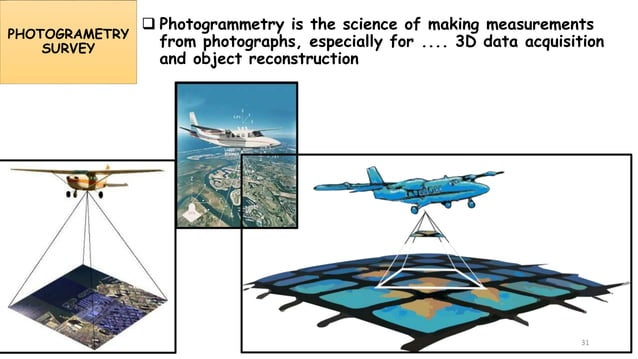 PHOTOGRAMETRY
SURVEY
Photogrammetry is the science of making measurements
from photographs, especially for .... 3D data acquisition
and object reconstruction
31